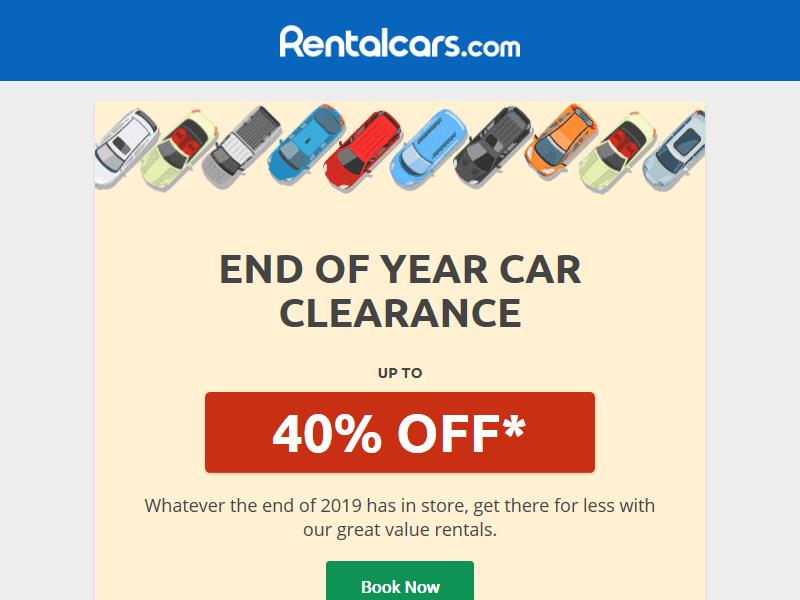 Rentalcars.com
END OF YEAR CAR
CLEARANCE
UP TO
40% OFF*
Whatever the end of 2019 has in store, get there for less with
our great value rentals.
Book Now